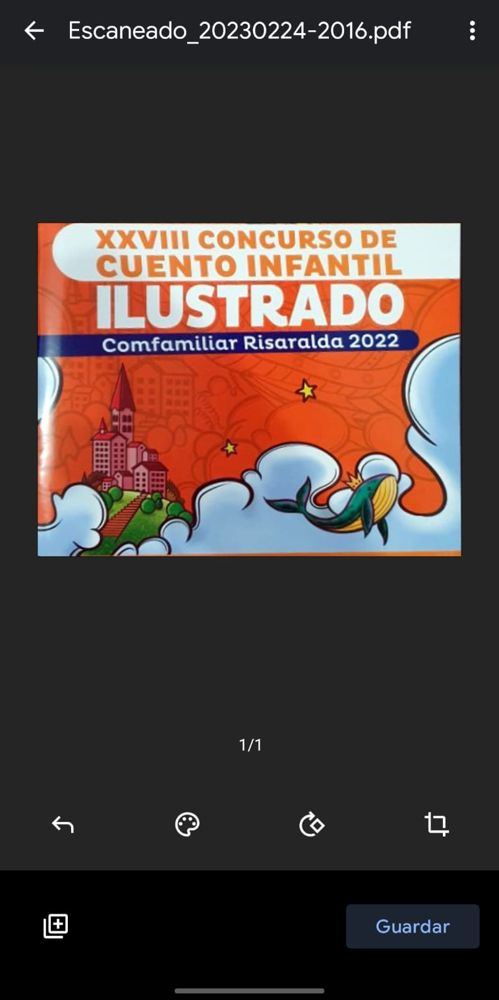 Escaneado_20230224-2016.pdf
XXVIII CONCURSO DE
CUENTO INFANTIL
ILUSTRADO
Comfamiliar Risaralda 2022
1/1
Guardar